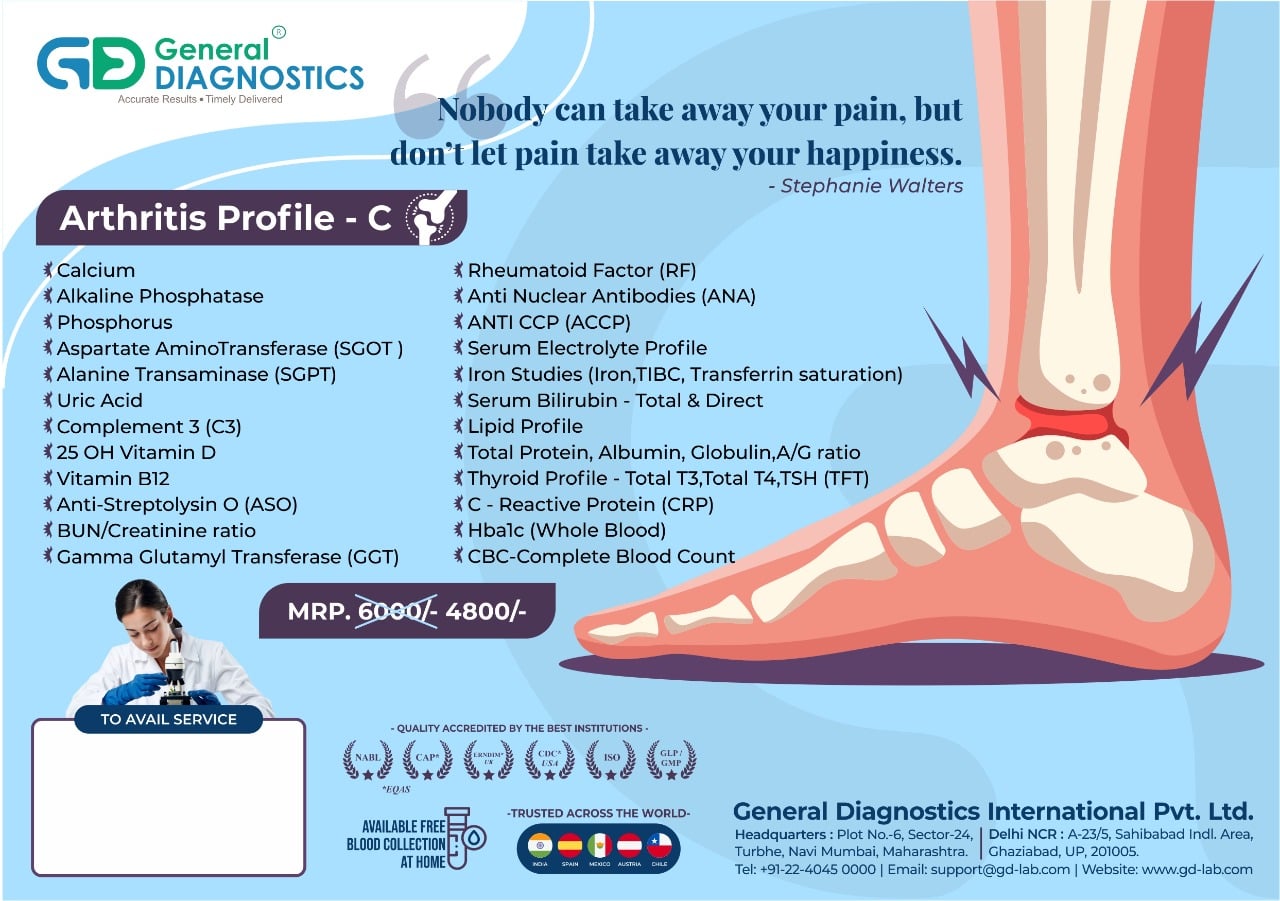 General®
DIAGNOSTICS
Accurate Results • Timely Delivered
“Nobody can take away your pain, but
don't let pain take away your happiness.
- Stephanie Walters
Arthritis Profile - C
Calcium
Alkaline Phosphatase
Phosphorus
Aspartate AminoTransferase (SGOT )
Alanine Transaminase (SGPT)
Uric Acid
Complement 3 (C3)
25 OH Vitamin D
Vitamin B12
Anti-Streptolysin O (ASO)
BUN/Creatinine ratio
Gamma Glutamyl Transferase (GGT)
Rheumatoid Factor (RF)
Anti Nuclear Antibodies (ANA)
ANTI CCP (ACCP)
Serum Electrolyte Profile
Iron Studies (Iron,TIBC, Transferrin saturation)
Serum Bilirubin - Total & Direct
Lipid Profile
Total Protein, Albumin, Globulin,A/G ratio
Thyroid Profile - Total T3,Total T4,TSH (TFT)
C - Reactive Protein (CRP)
Hba1c (Whole Blood)
CBC-Complete Blood Count
MRP. 6000/- 4800/-
TO AVAIL SERVICE
- QUALITY ACCREDITED BY THE BEST INSTITUTIONS -
NABL
CAP*
ERNDIM*
UK
CDC*
USA
ISO
GLP /
GMP
*EQAS
AVAILABLE FREE
BLOOD COLLECTION
AT HOME
-TRUSTED ACROSS THE WORLD-
INDIA SPAIN MEXICO AUSTRIA CHILE
General Diagnostics International Pvt. Ltd.
Headquarters : Plot No.-6, Sector-24,
Turbhe, Navi Mumbai, Maharashtra.
Delhi NCR : A-23/5, Sahibabad Indl. Area,
Ghaziabad, UP, 201005.
Tel: +91-22-4045 0000 | Email: support@gd-lab.com | Website: www.gd-lab.com